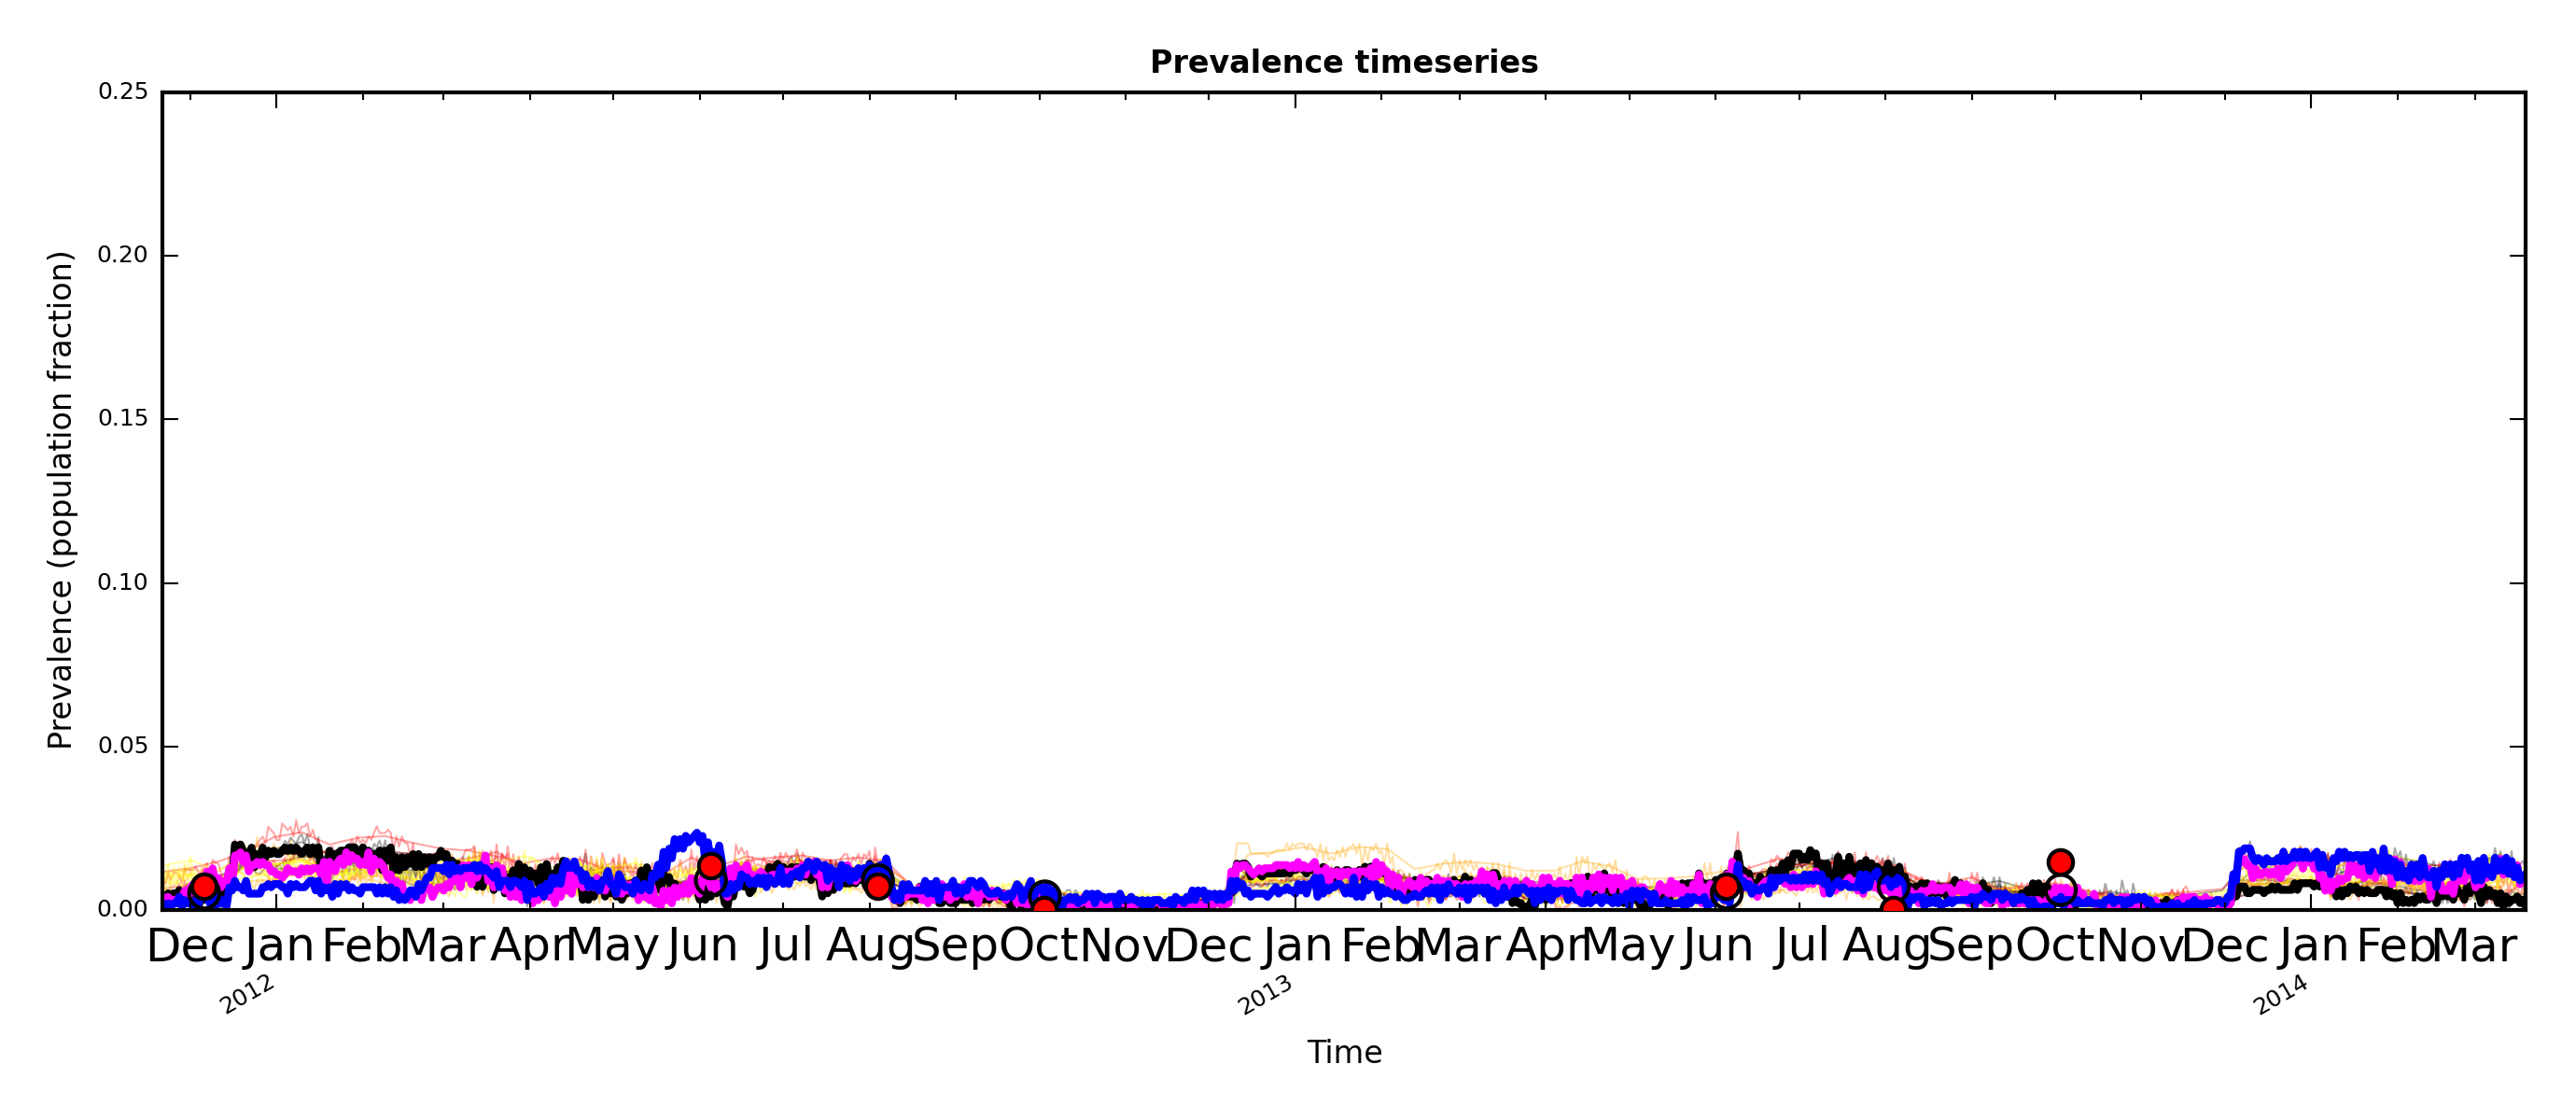 Prevalence timeseries
Prevalence (population fraction)
0.25
0.20
0.15
0.10
0.05
0.00
Dec Jan Feb Mar Apr May Jun Jul Aug Sep Oct Nov Dec Jan Feb Mar Apr May Jun Jul Aug Sep Oct Nov Dec Jan Feb Mar
2012 2013 2014
Time